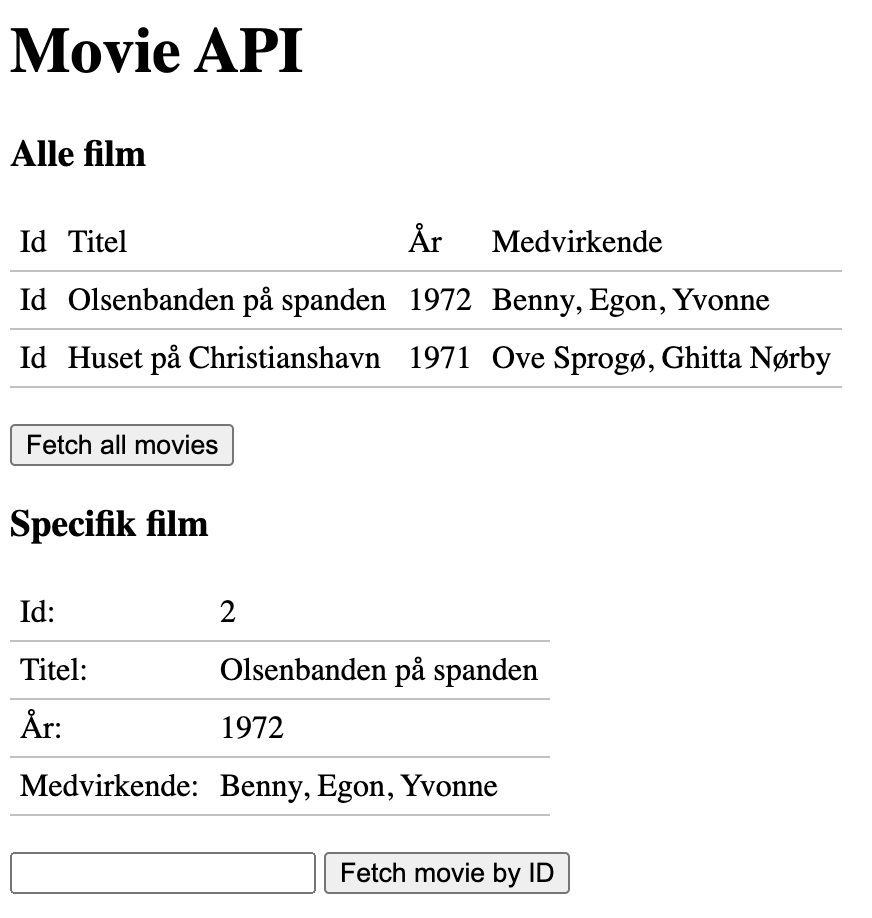 Movie API
Alle film
Id Titel År Medvirkende
Id Olsenbanden på spanden 1972 Benny, Egon, Yvonne
Id Huset på Christianshavn 1971 Ove Sprogø, Ghitta Nørby
Fetch all movies
Specifik film
Id: 2
Titel: Olsenbanden på spanden
År: 1972
Medvirkende: Benny, Egon, Yvonne
Fetch movie by ID